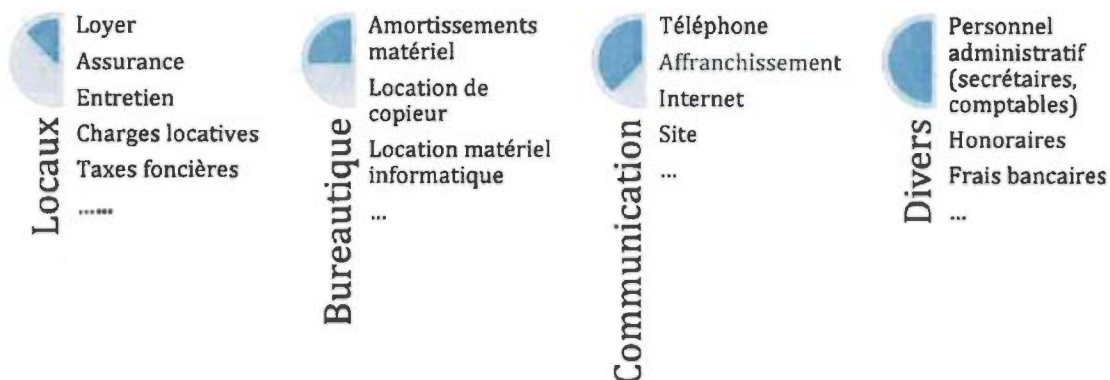 Locaux
Loyer
Assurance
Entretien
Charges locatives
Taxes foncières
......
Bureautique
Amortissements
matériel
Location de
copieur
Location matériel
informatique
...
Communication
Téléphone
Affranchissement
Internet
Site
...
Divers
Personnel
administratif
(secrétaires,
comptables)
Honoraires
Frais bancaires
...